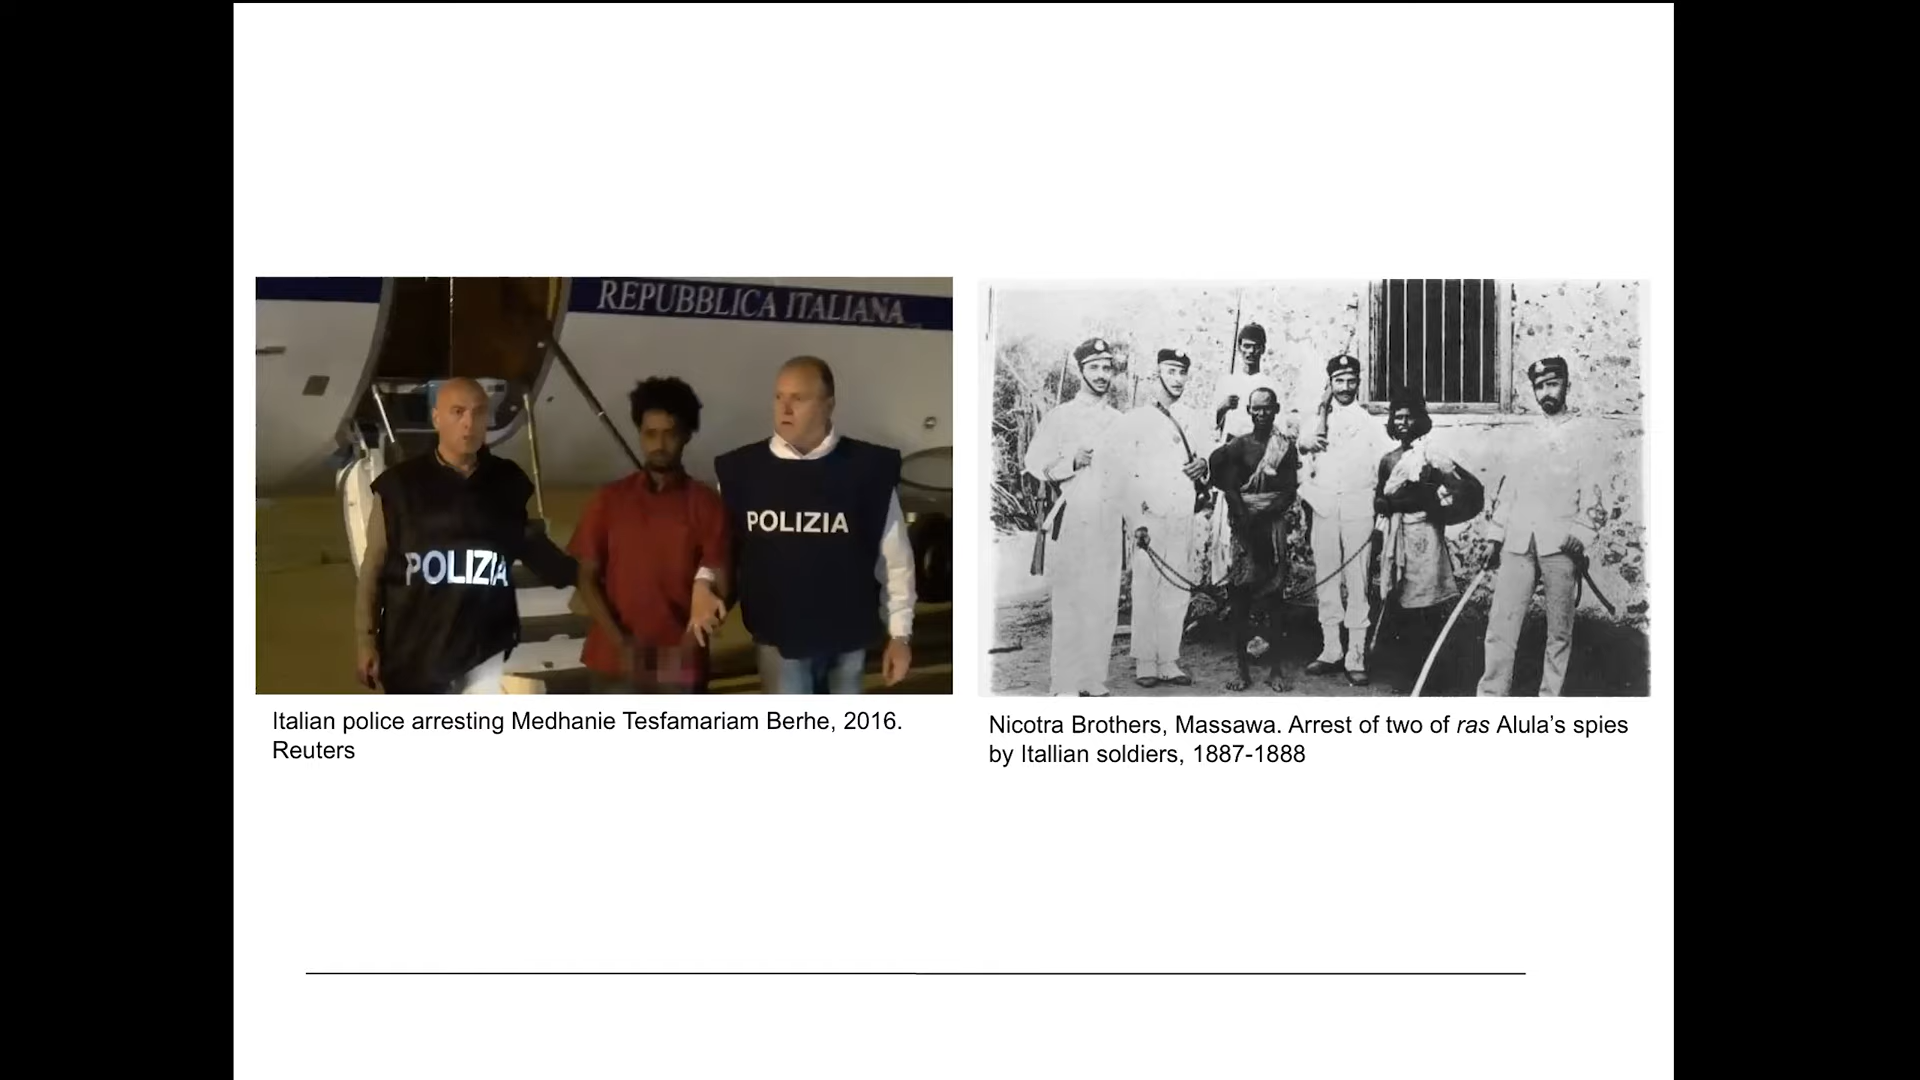 REPUBBLICA ITALIANA
POLIZIA
POLIZIA
Italian police arresting Medhanie Tesfamariam Berhe, 2016.
Reuters
Nicotra Brothers, Massawa. Arrest of two of ras Alula’s spies
by Itallian soldiers, 1887-1888